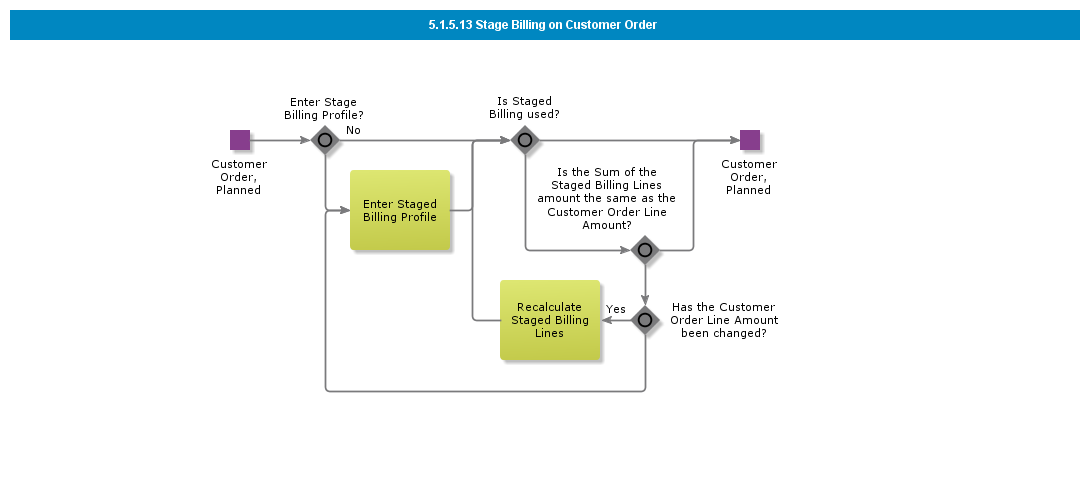 5.1.5.13 Stage Billing on Customer Order
Enter Stage
Billing Profile?
No
Is Staged
Billing used?
Customer
Order,
Planned
Customer
Order,
Planned
Enter Staged
Billing Profile
Is the Sum of the
Staged Billing Lines
amount the same as the
Customer Order Line
Amount?
Recalculate
Staged Billing
Lines
Yes
Has the Customer
Order Line Amount
been changed?